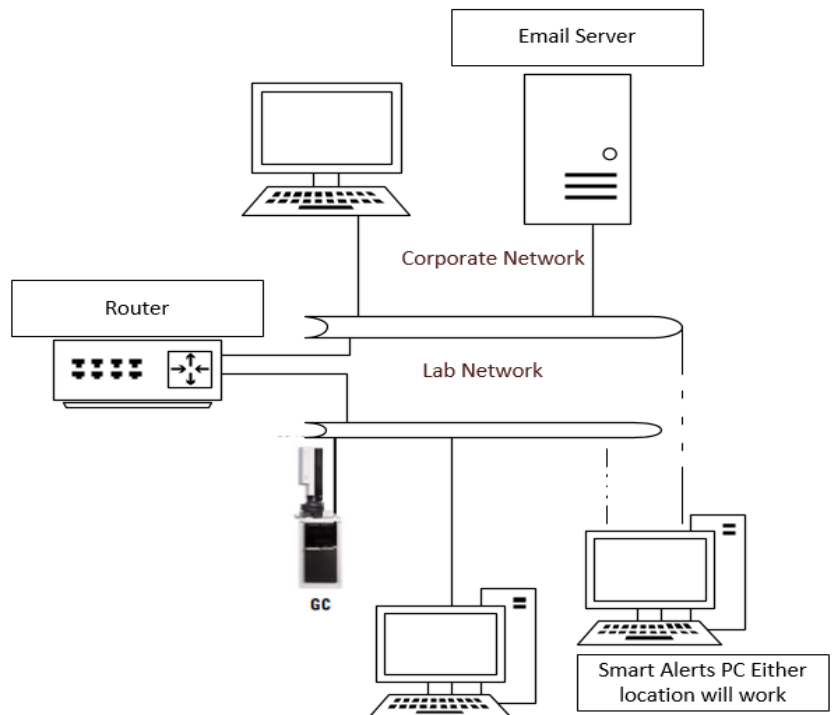 Email Server
Corporate Network
Router
Lab Network
GC
Smart Alerts PC Either
location will work